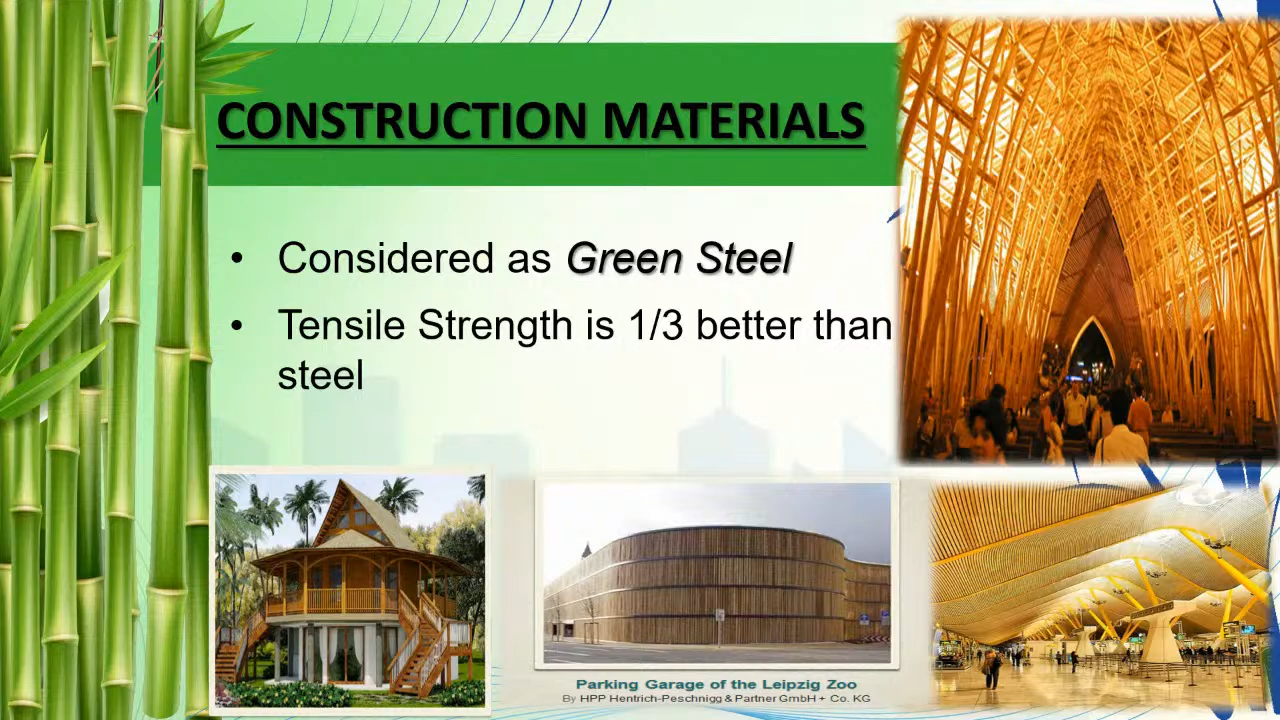 CONSTRUCTION MATERIALS
• Considered as Green Steel
• Tensile Strength is 1/3 better than
steel
Parking Garage of the Leipzig Zoo
By HPP Hentrich-Peschnigg & Partner GmbH + Co. KG